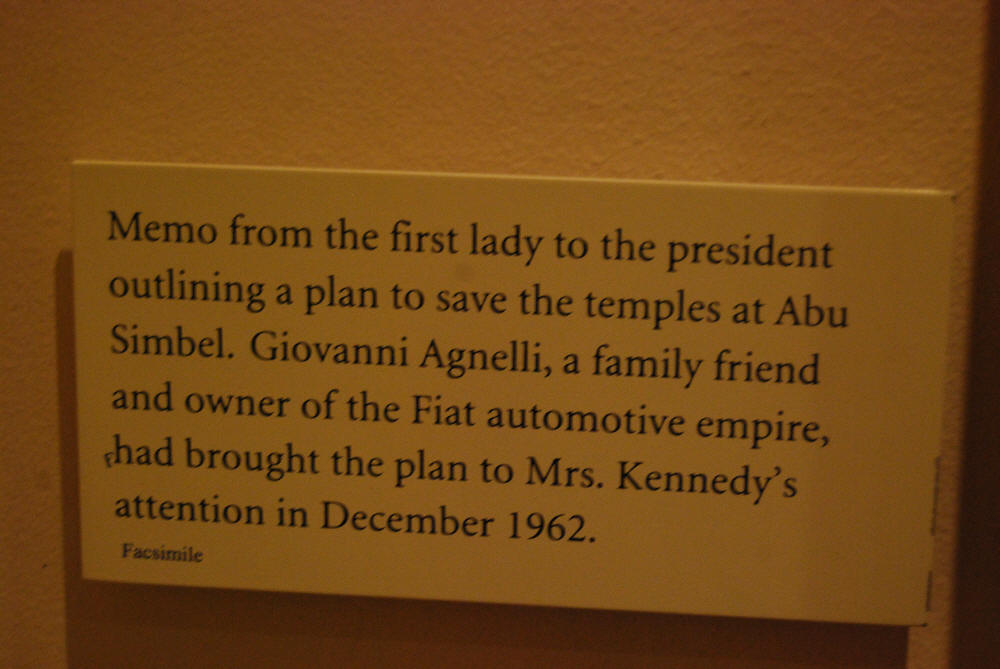 Memo from the first lady to the president
outlining a plan to save the temples at Abu
Simbel. Giovanni Agnelli, a family friend
and owner of the Fiat automotive empire,
had brought the plan to Mrs. Kennedy's
attention in December 1962.
Facsimile